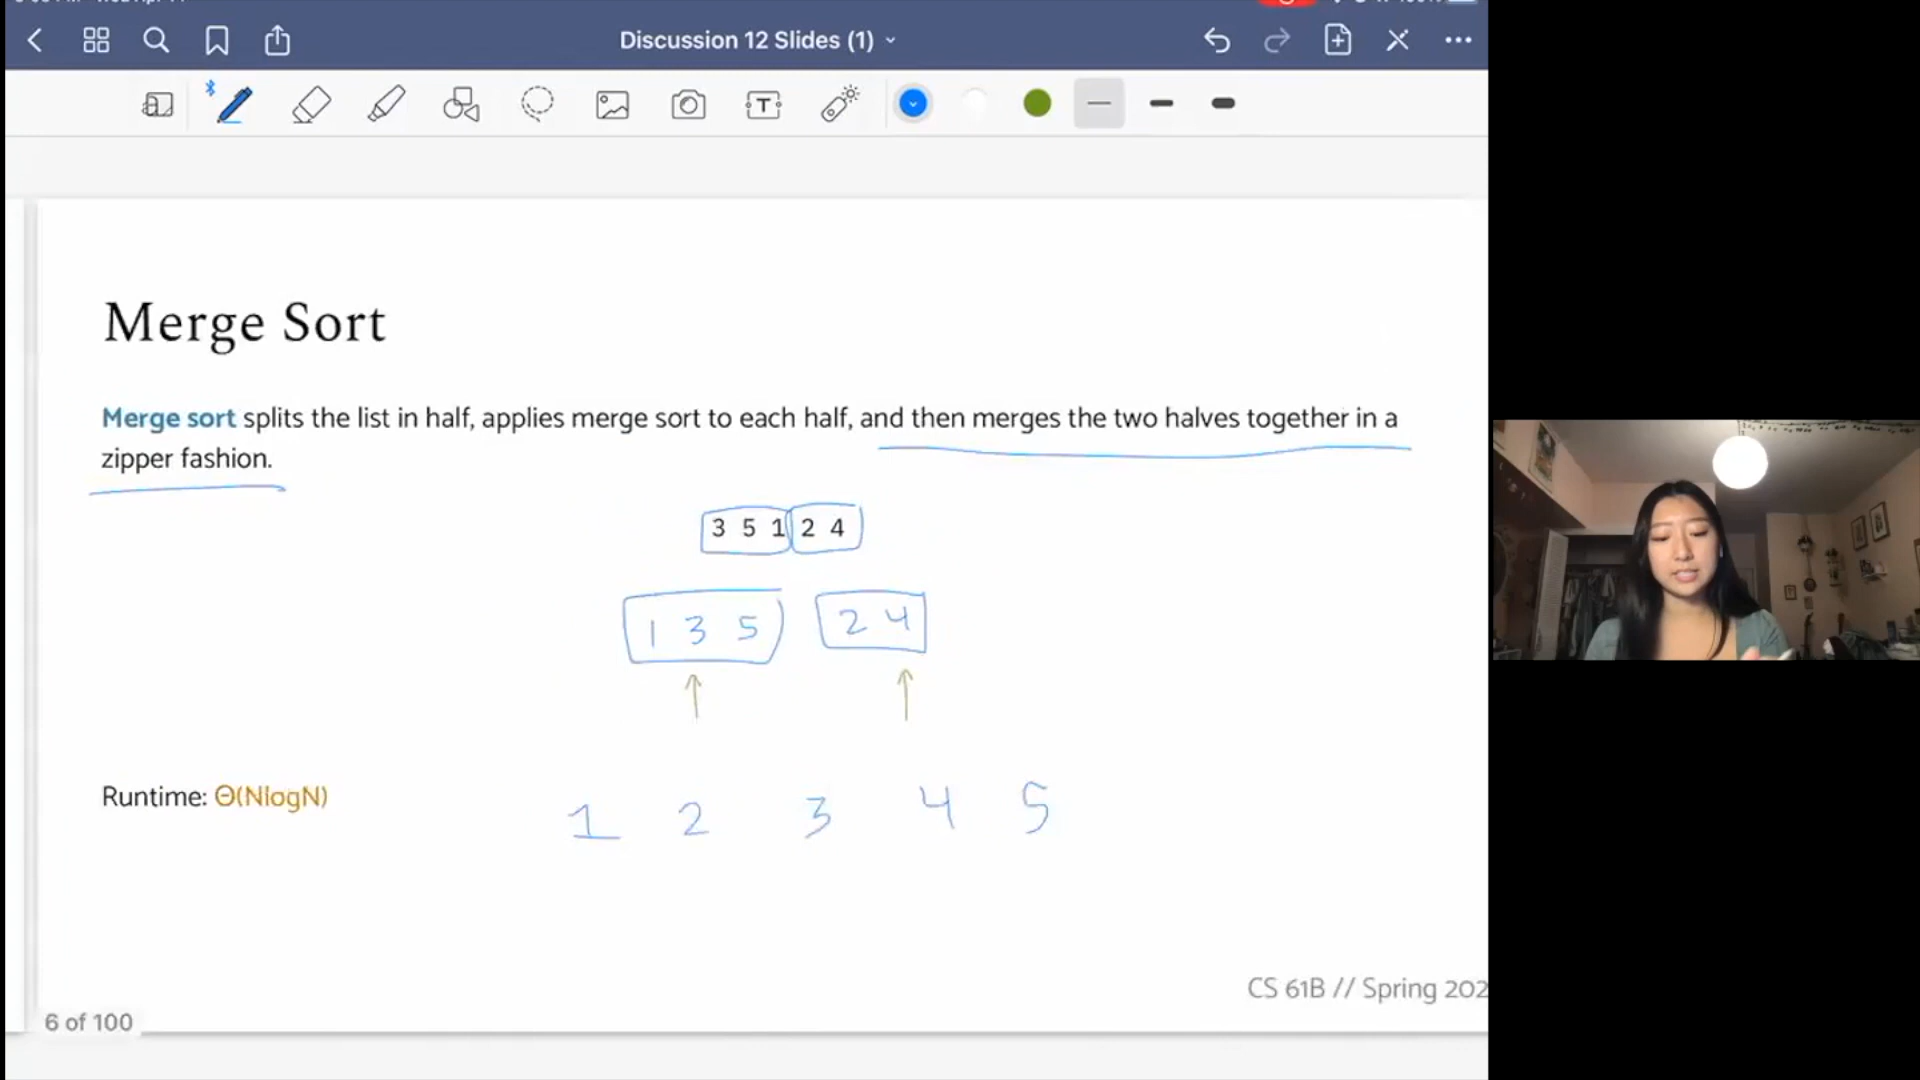 Discussion 12 Slides (1)
T
Merge Sort
Merge sort splits the list in half, applies merge sort to each half, and then merges the two halves together in a
zipper fashion.
3 5 1 2 4
1 3 5 2 4
Runtime: Θ(NlogN)
1 2 3 4 5
CS 61B // Spring 202
6 of 100